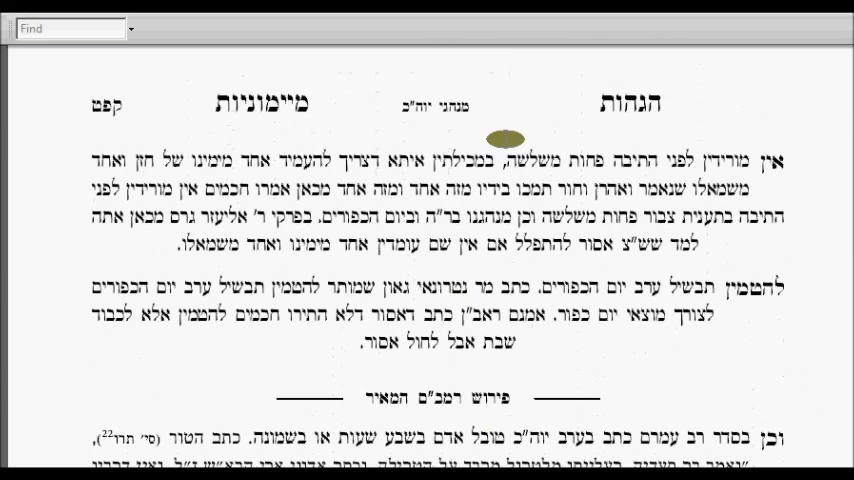 Find
הגהות מנהגי יוה"כ מיימוניות קפט
אין מורידין לפני התיבה פחות משלשה, במכילתין איתא דצריך להעמיד אחד מימינו של חזן ואחד
משמאלו שנאמר ואהרן וחור תמכו בידיו מזה אחד ומזה אחד מכאן אמרו חכמים אין מורידין לפני
התיבה בתענית צבור פחות משלשה וכן מנהגנו בר"ה וביום הכפורים. בפרקי ר' אליעזר גרס מכאן אתה
למד שש"צ אסור להתפלל אם אין שם עומדין אחד מימינו ואחד משמאלו.
להטמין תבשיל ערב יום הכפורים. כתב מר נטרונאי גאון שמותר להטמין תבשיל ערב יום הכפורים
לצורך מוצאי יום כפור. אמנם ראב"ן כתב דאסור דלא התירו חכמים להטמין אלא לכבוד
שבת אבל לחול אסור.
פירוש רמב"ם המאיר
וכן בסדר רב עמרם כתב בערב יוה"כ טובל אדם בשבע שעות או בשמונה. כתב הטור (סי' תרו22),